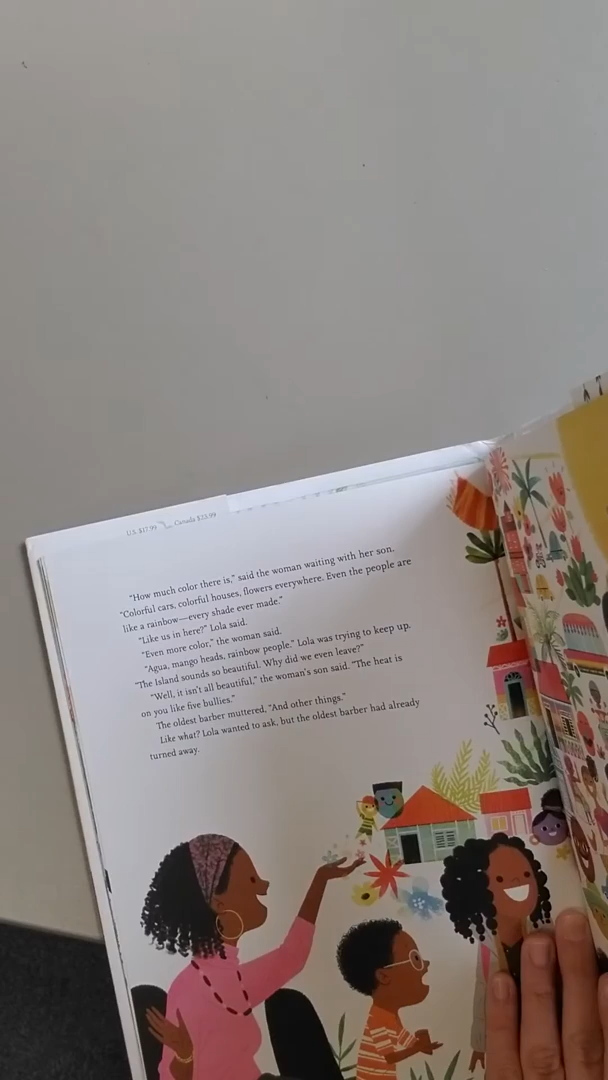 U.S. $17.99 Canada $23.99
"How much color there is," said the woman waiting with her son.
"Colorful cars, colorful houses, flowers everywhere. Even the people are
like a rainbow—every shade ever made."
"Like us in here?" Lola said.
"Even more color," the woman said.
"Agua, mango heads, rainbow people." Lola was trying to keep up.
"The Island sounds so beautiful. Why did we even leave?"
"Well, it isn't all beautiful," the woman's son said. "The heat is
on you like five bullies."
The oldest barber muttered, "And other things."
Like what? Lola wanted to ask, but the oldest barber had already
turned away.